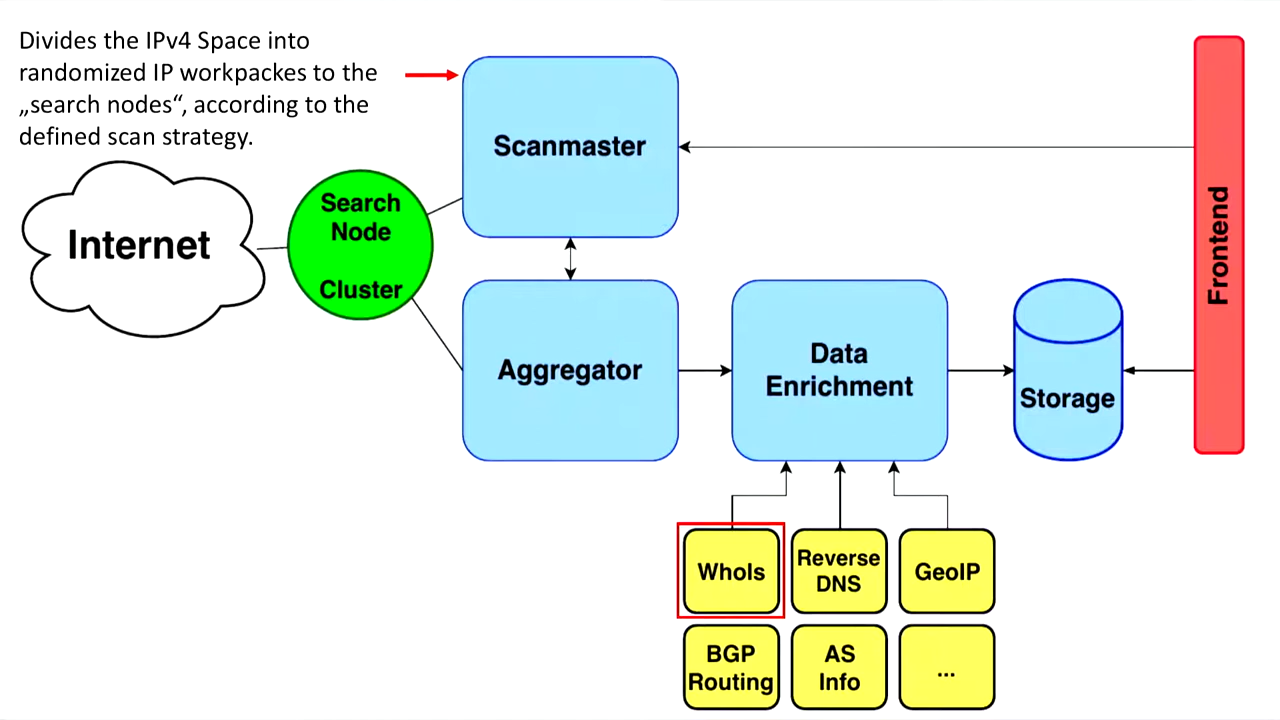 Divides the IPv4 Space into
randomized IP workpackes to the
„search nodes“, according to the
defined scan strategy.
Internet
Search
Node
Cluster
Scanmaster
Aggregator
Data
Enrichment
Storage
Frontend
WhoIs
Reverse
DNS
GeoIP
BGP
Routing
AS
Info
...